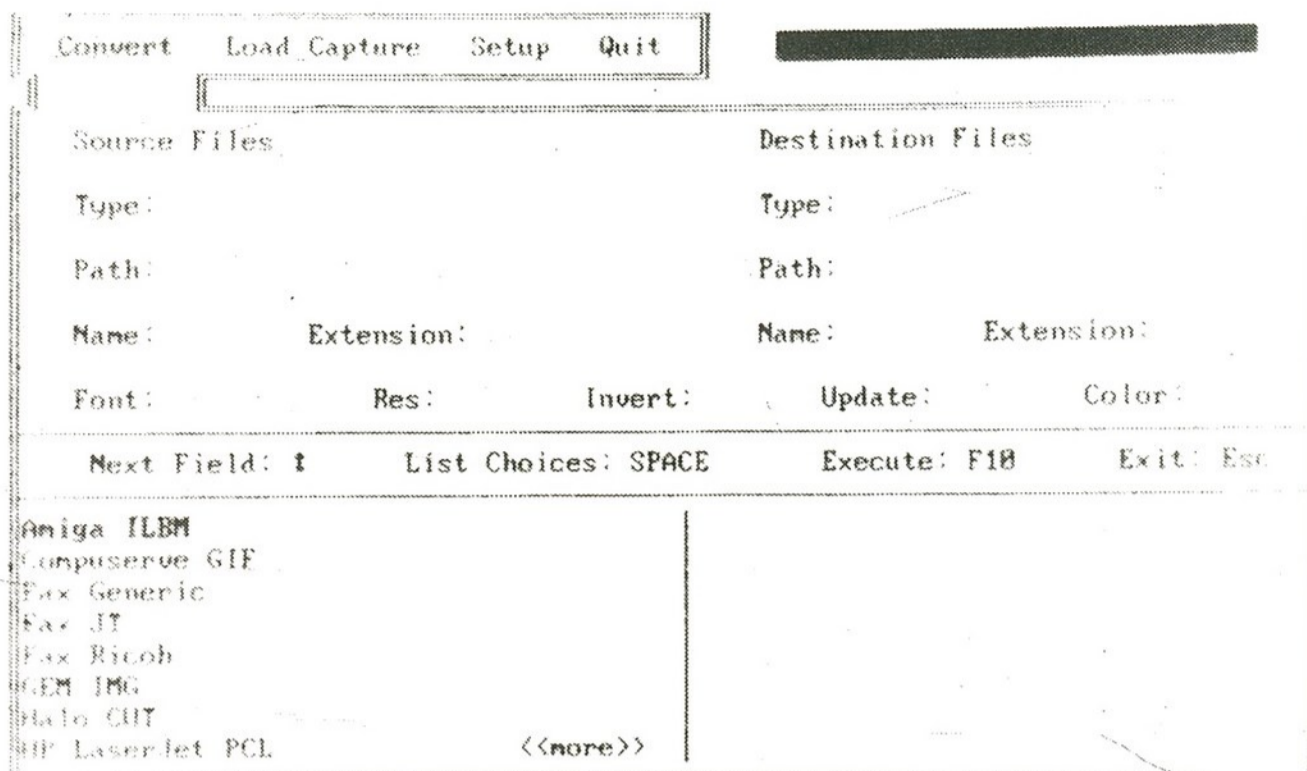 Convert Load Capture Setup Quit
Source Files Destination Files
Type: Type:
Path: Path:
Name: Extension: Name: Extension:
Font: Res: Invert: Update: Color:
Next Field: ↕ List Choices: SPACE Execute: F10 Exit: Esc
Amiga ILBM
Compuserve GIF
Fax Generic
Fax JT
Fax Ricoh
GEM IMG
Halo CUT
HP LaserJet PCL <<more>>